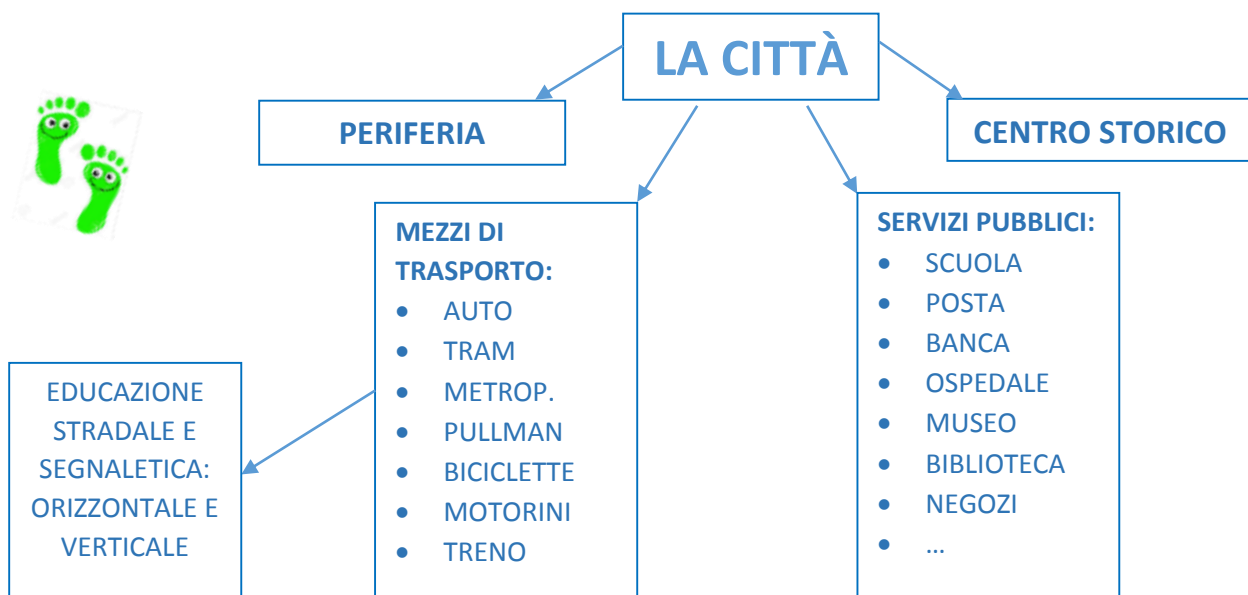 LA CITTÀ
PERIFERIA
CENTRO STORICO
MEZZI DI
TRASPORTO:
• AUTO
• TRAM
• METROP.
• PULLMAN
• BICICLETTE
• MOTORINI
• TRENO
SERVIZI PUBBLICI:
• SCUOLA
• POSTA
• BANCA
• OSPEDALE
• MUSEO
• BIBLIOTECA
• NEGOZI
• ...
EDUCAZIONE
STRADALE E
SEGNALETICA:
ORIZZONTALE E
VERTICALE